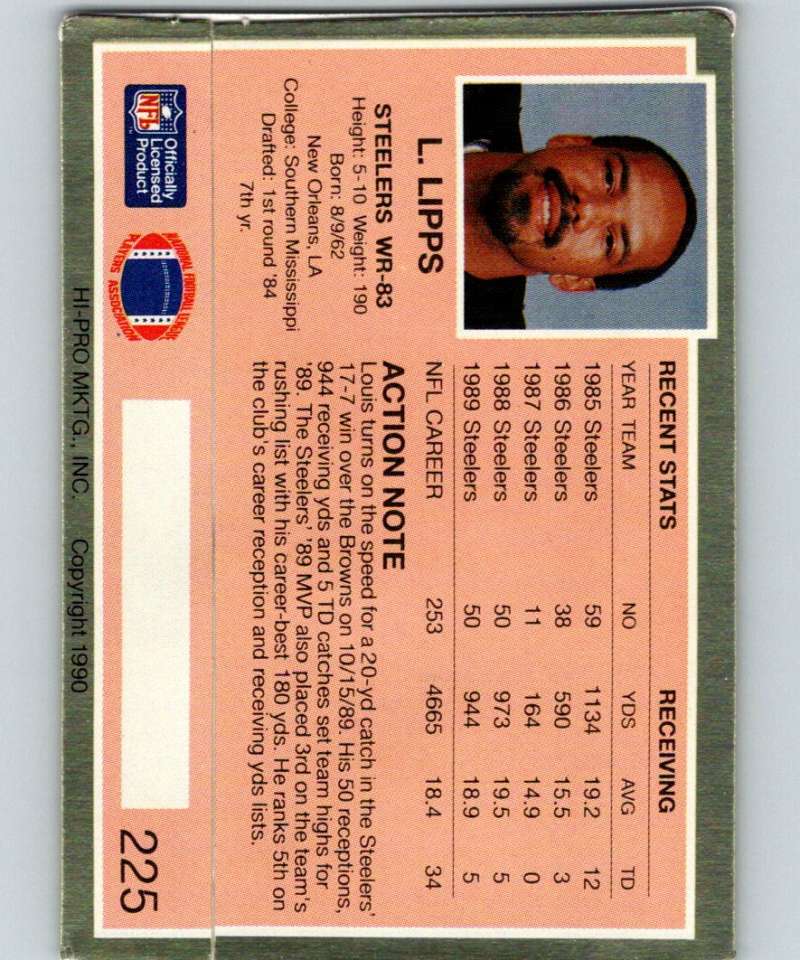 L. LIPPS
STEELERS WR-83
Height: 5-10 Weight: 190
Born: 8/9/62
New Orleans, LA
College: Southern Mississippi
Drafted: 1st round '84
7th yr.
RECENT STATS RECEIVING
YEAR TEAM NO YDS AVG TD
1985 Steelers 59 1134 19.2 12
1986 Steelers 38 590 15.5 3
1987 Steelers 11 164 14.9 0
1988 Steelers 50 973 19.5 5
1989 Steelers 50 944 18.9 5
NFL CAREER 253 4665 18.4 34
ACTION NOTE
Louis turns on the speed for a 20-yd catch in the Steelers'
17-7 win over the Browns on 10/15/89. His 50 receptions,
944 receiving yds and 5 TD catches set team highs for
'89. The Steelers' '89 MVP also placed 3rd on the team's
rushing list with his career-best 180 yds. He ranks 5th on
the club's career reception and receiving yds lists.
NFL
Officially
Licensed
Product
NATIONAL FOOTBALL LEAGUE
PLAYERS ASSOCIATION
225
HI-PRO MKTG., INC. Copyright 1990